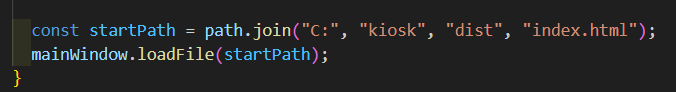 const startPath = path.join("C:", "kiosk", "dist", "index.html");
mainWindow.loadFile(startPath);
}